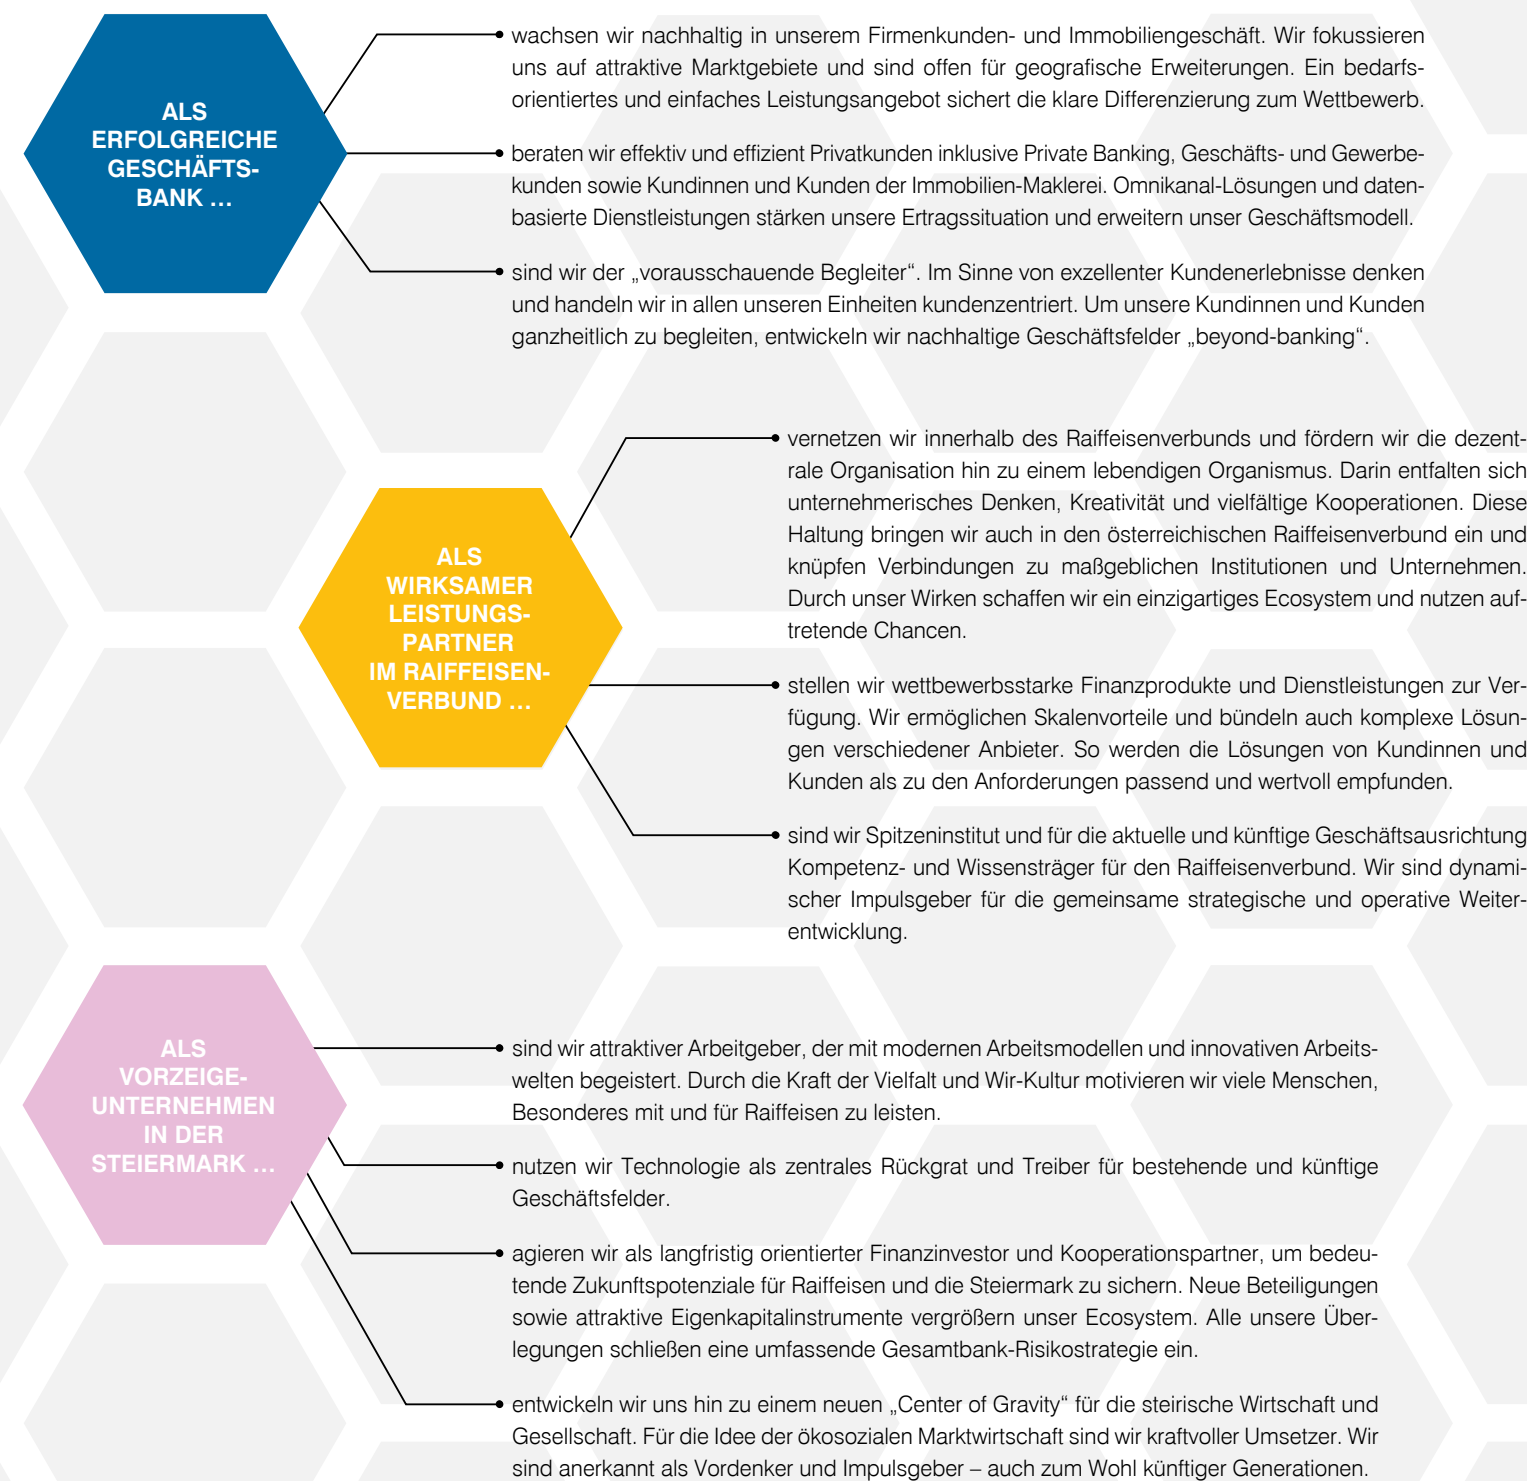 ALS
ERFOLGREICHE
GESCHÄFTS-
BANK …
wachsen wir nachhaltig in unserem Firmenkunden- und Immobiliengeschäft. Wir fokussieren
uns auf attraktive Marktgebiete und sind offen für geografische Erweiterungen. Ein bedarfs-
orientiertes und einfaches Leistungsangebot sichert die klare Differenzierung zum Wettbewerb.
beraten wir effektiv und effizient Privatkunden inklusive Private Banking, Geschäfts- und Gewerbe-
kunden sowie Kundinnen und Kunden der Immobilien-Maklerei. Omnikanal-Lösungen und daten-
basierte Dienstleistungen stärken unsere Ertragssituation und erweitern unser Geschäftsmodell.
sind wir der „vorausschauende Begleiter“. Im Sinne von exzellenter Kundenerlebnisse denken
und handeln wir in allen unseren Einheiten kundenzentriert. Um unsere Kundinnen und Kunden
ganzheitlich zu begleiten, entwickeln wir nachhaltige Geschäftsfelder „beyond-banking“.
ALS
WIRKSAMER
LEISTUNGS-
PARTNER
IM RAIFFEISEN-
VERBUND …
vernetzen wir innerhalb des Raiffeisenverbunds und fördern wir die dezent-
rale Organisation hin zu einem lebendigen Organismus. Darin entfalten sich
unternehmerisches Denken, Kreativität und vielfältige Kooperationen. Diese
Haltung bringen wir auch in den österreichischen Raiffeisenverbund ein und
knüpfen Verbindungen zu maßgeblichen Institutionen und Unternehmen.
Durch unser Wirken schaffen wir ein einzigartiges Ecosystem und nutzen auf-
tretende Chancen.
stellen wir wettbewerbsstarke Finanzprodukte und Dienstleistungen zur Ver-
fügung. Wir ermöglichen Skalenvorteile und bündeln auch komplexe Lösun-
gen verschiedener Anbieter. So werden die Lösungen von Kundinnen und
Kunden als zu den Anforderungen passend und wertvoll empfunden.
sind wir Spitzeninstitut und für die aktuelle und künftige Geschäftsausrichtung
Kompetenz- und Wissensträger für den Raiffeisenverbund. Wir sind dynami-
scher Impulsgeber für die gemeinsame strategische und operative Weiter-
entwicklung.
ALS
VORZEIGE-
UNTERNEHMEN
IN DER
STEIERMARK …
sind wir attraktiver Arbeitgeber, der mit modernen Arbeitsmodellen und innovativen Arbeits-
welten begeistert. Durch die Kraft der Vielfalt und Wir-Kultur motivieren wir viele Menschen,
Besonderes mit und für Raiffeisen zu leisten.
nutzen wir Technologie als zentrales Rückgrat und Treiber für bestehende und künftige
Geschäftsfelder.
agieren wir als langfristig orientierter Finanzinvestor und Kooperationspartner, um bedeu-
tende Zukunftspotenziale für Raiffeisen und die Steiermark zu sichern. Neue Beteiligungen
sowie attraktive Eigenkapitalinstrumente vergrößern unser Ecosystem. Alle unsere Über-
legungen schließen eine umfassende Gesamtbank-Risikostrategie ein.
entwickeln wir uns hin zu einem neuen „Center of Gravity“ für die steirische Wirtschaft und
Gesellschaft. Für die Idee der ökosozialen Marktwirtschaft sind wir kraftvoller Umsetzer. Wir
sind anerkannt als Vordenker und Impulsgeber – auch zum Wohl künftiger Generationen.